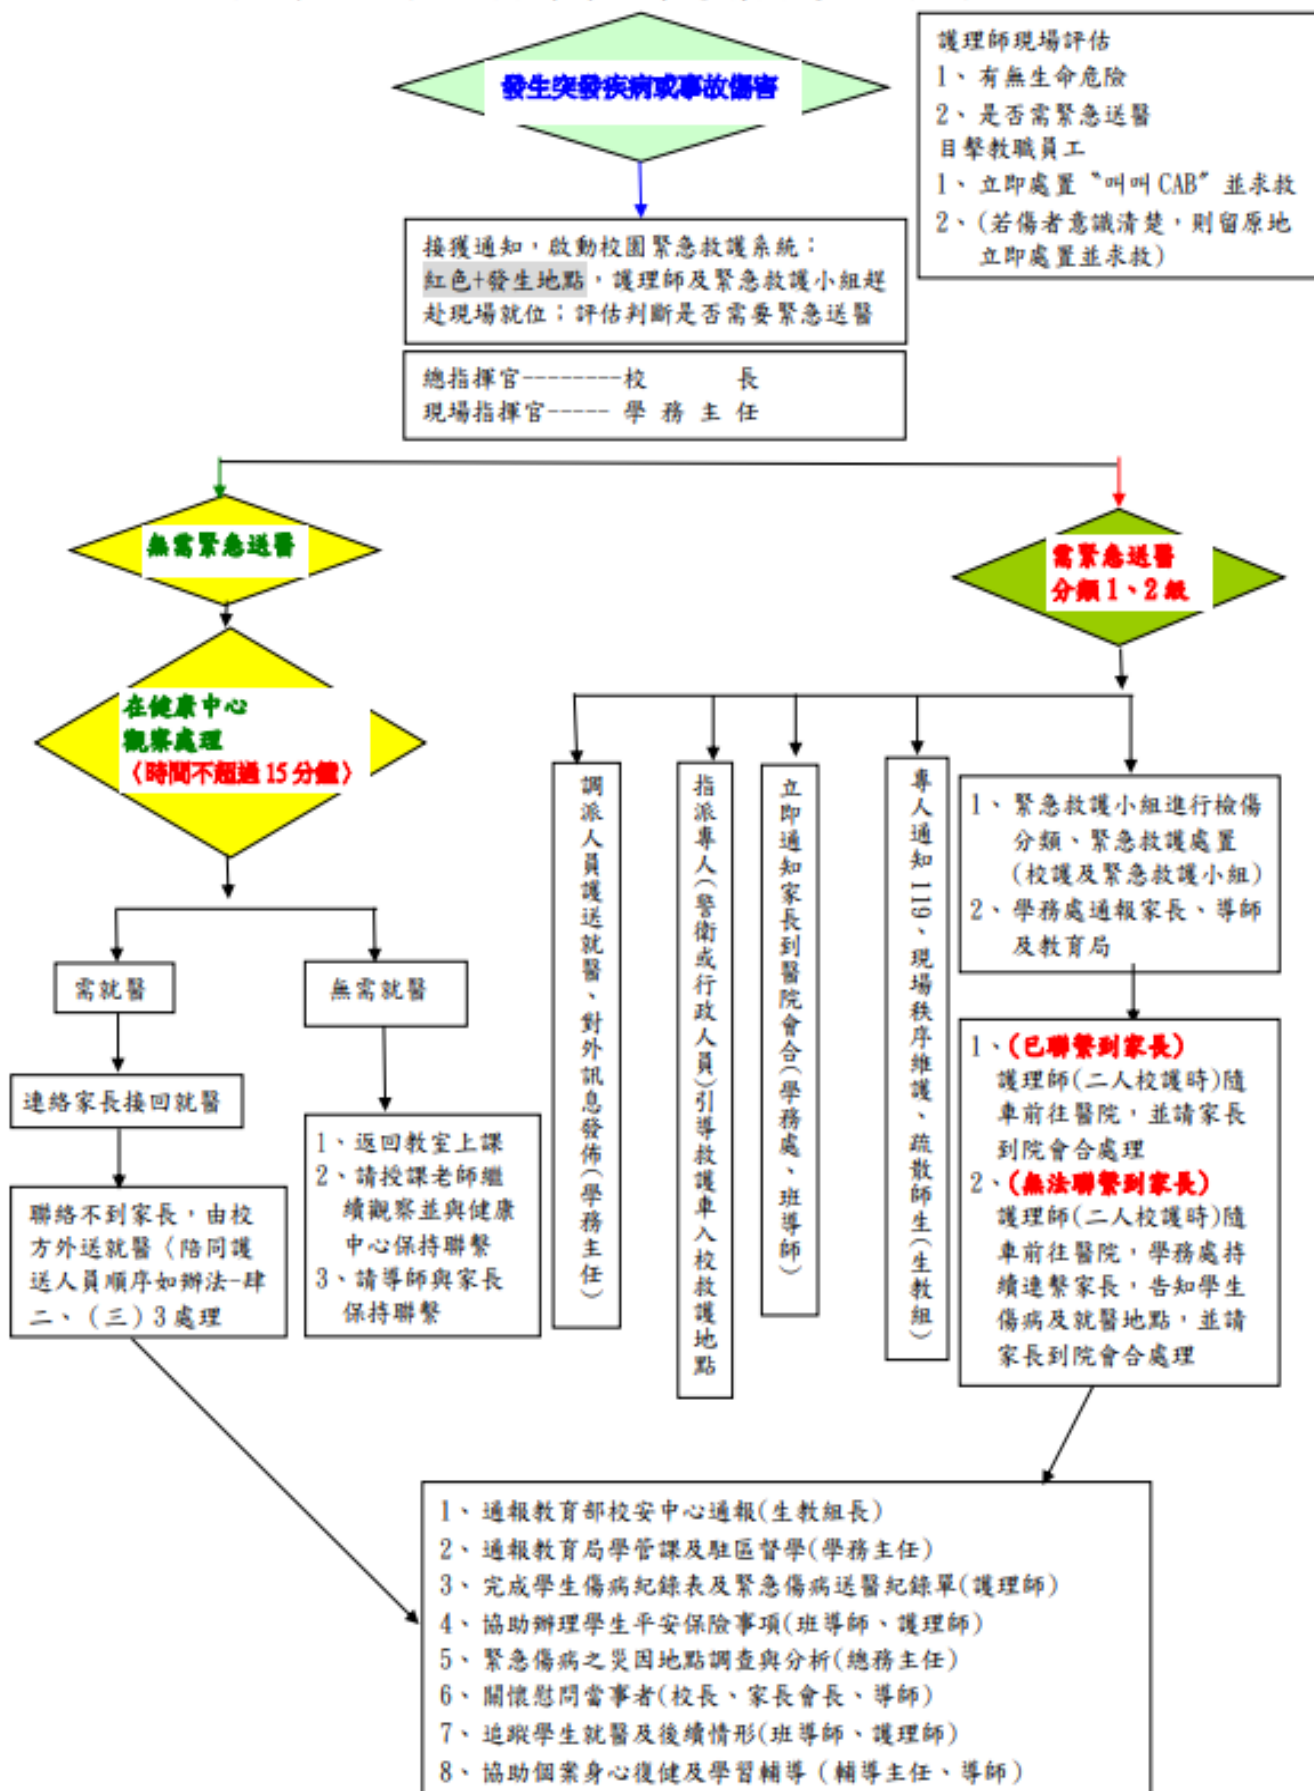 發生突發疾病或事故傷害
護理師現場評估
1、有無生命危險
2、是否需緊急送醫
目擊教職員工
1、立即處置〝叫叫CAB〞並求救
2、(若傷者意識清楚，則留原地
立即處置並求救)
接獲通知，啟動校園緊急救護系統：
紅色+發生地點，護理師及緊急救護小組趕
赴現場就位；評估判斷是否需要緊急送醫
總指揮官--------校 長
現場指揮官----- 學 務 主 任
無需緊急送醫
需緊急送醫
分類1、2級
在健康中心
觀察處理
〈時間不超過15分鐘〉
需就醫
無需就醫
連絡家長接回就醫
聯絡不到家長，由校
方外送就醫〈陪同護
送人員順序如辦法-肆
二、(三)3處理
1、返回教室上課
2、請授課老師繼
續觀察並與健康
中心保持聯繫
3、請導師與家長
保持聯繫
調派人員護送就醫、對外訊息發佈(學務主任)
指派專人(警衛或行政人員)引導救護車入校救護地點
立即通知家長到醫院會合(學務處、班導師)
專人通知119、現場秩序維護、疏散師生(生教組)
1、緊急救護小組進行檢傷
分類、緊急救護處置
(校護及緊急救護小組)
2、學務處通報家長、導師
及教育局
1、(已聯繫到家長)
護理師(二人校護時)隨
車前往醫院，並請家長
到院會合處理
2、(無法聯繫到家長)
護理師(二人校護時)隨
車前往醫院，學務處持
續連繫家長，告知學生
傷病及就醫地點，並請
家長到院會合處理
1、通報教育部校安中心通報(生教組長)
2、通報教育局學管課及駐區督學(學務主任)
3、完成學生傷病紀錄表及緊急傷病送醫紀錄單(護理師)
4、協助辦理學生平安保險事項(班導師、護理師)
5、緊急傷病之災因地點調查與分析(總務主任)
6、關懷慰問當事者(校長、家長會長、導師)
7、追蹤學生就醫及後續情形(班導師、護理師)
8、協助個案身心復健及學習輔導（輔導主任、導師）